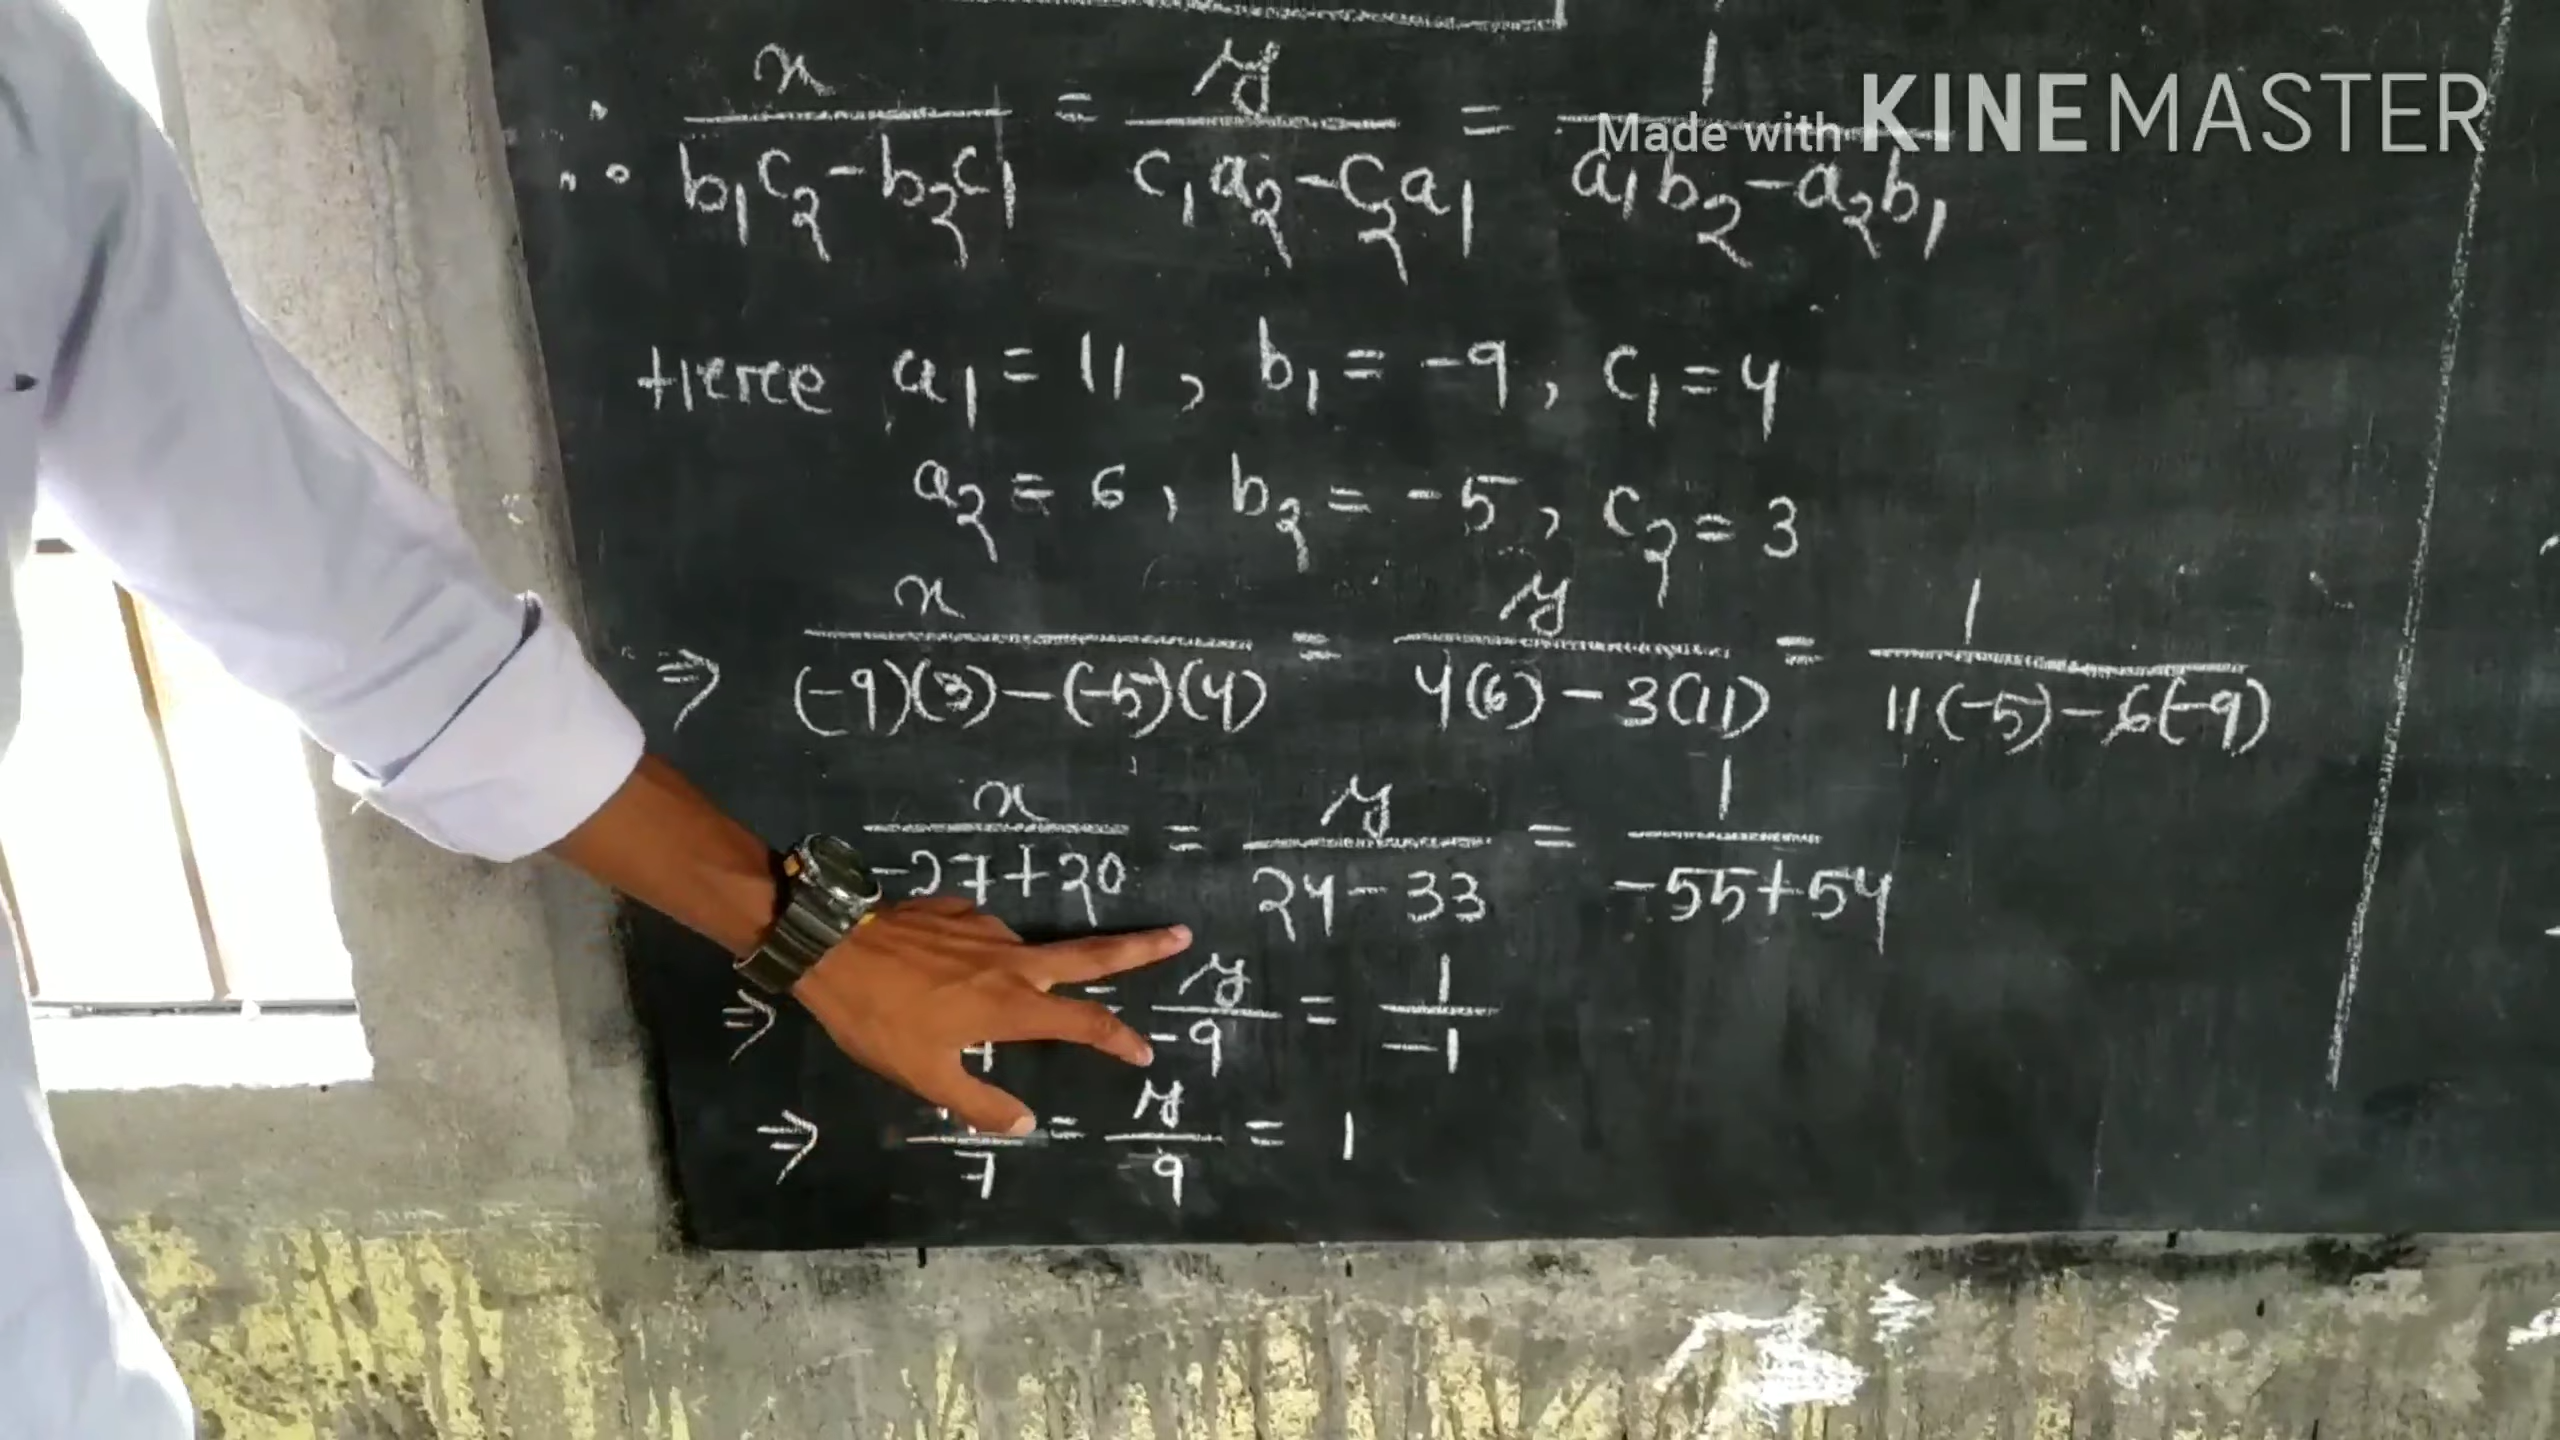 ∴ x/(b₁c₂-b₂c₁) = y/(c₁a₂-c₂a₁) = 1/(a₁b₂-a₂b₁)
Made with KINEMASTER
Here a₁ = 11, b₁ = -9, c₁ = 4
a₂ = 6, b₂ = -5, c₂ = 3
⇒ x/((-9)(3)-(-5)(4)) = y/(4(6)-3(11)) = 1/(11(-5)-6(-9))
x/(-27+20) = y/(24-33) = 1/(-55+54)
⇒ = y/-9 = 1/-1
⇒ /7 = y/9 = 1